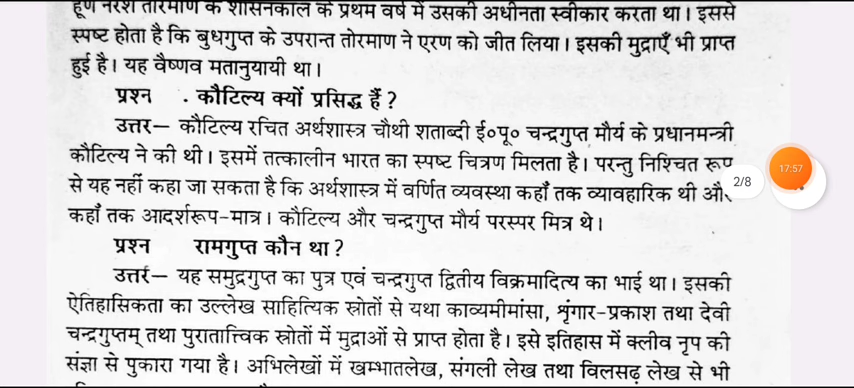 हूण नरेश तोरमाण के शासनकाल के प्रथम वर्ष में उसकी अधीनता स्वीकार करता था। इससे
स्पष्ट होता है कि बुधगुप्त के उपरान्त तोरमाण ने एरण को जीत लिया। इसकी मुद्राएँ भी प्राप्त
हुई है। यह वैष्णव मतानुयायी था।
प्रश्न . कौटिल्य क्यों प्रसिद्ध हैं ?
उत्तर— कौटिल्य रचित अर्थशास्त्र चौथी शताब्दी ई०पू० चन्द्रगुप्त मौर्य के प्रधानमन्त्री
कौटिल्य ने की थी। इसमें तत्कालीन भारत का स्पष्ट चित्रण मिलता है। परन्तु निश्चित रूप
से यह नहीं कहा जा सकता है कि अर्थशास्त्र में वर्णित व्यवस्था कहाँ तक व्यावहारिक थी और
कहाँ तक आदर्शरूप-मात्र। कौटिल्य और चन्द्रगुप्त मौर्य परस्पर मित्र थे।
17:57
2/8
प्रश्न रामगुप्त कौन था ?
उत्तर— यह समुद्रगुप्त का पुत्र एवं चन्द्रगुप्त द्वितीय विक्रमादित्य का भाई था। इसकी
ऐतिहासिकता का उल्लेख साहित्यिक स्रोतों से यथा काव्यमीमांसा, शृंगार-प्रकाश तथा देवी
चन्द्रगुप्तम् तथा पुरातात्त्विक स्रोतों में मुद्राओं से प्राप्त होता है। इसे इतिहास में क्लीव नृप की
संज्ञा से पुकारा गया है। अभिलेखों में खम्भातलेख, संगली लेख तथा विलसढ़ लेख से भी